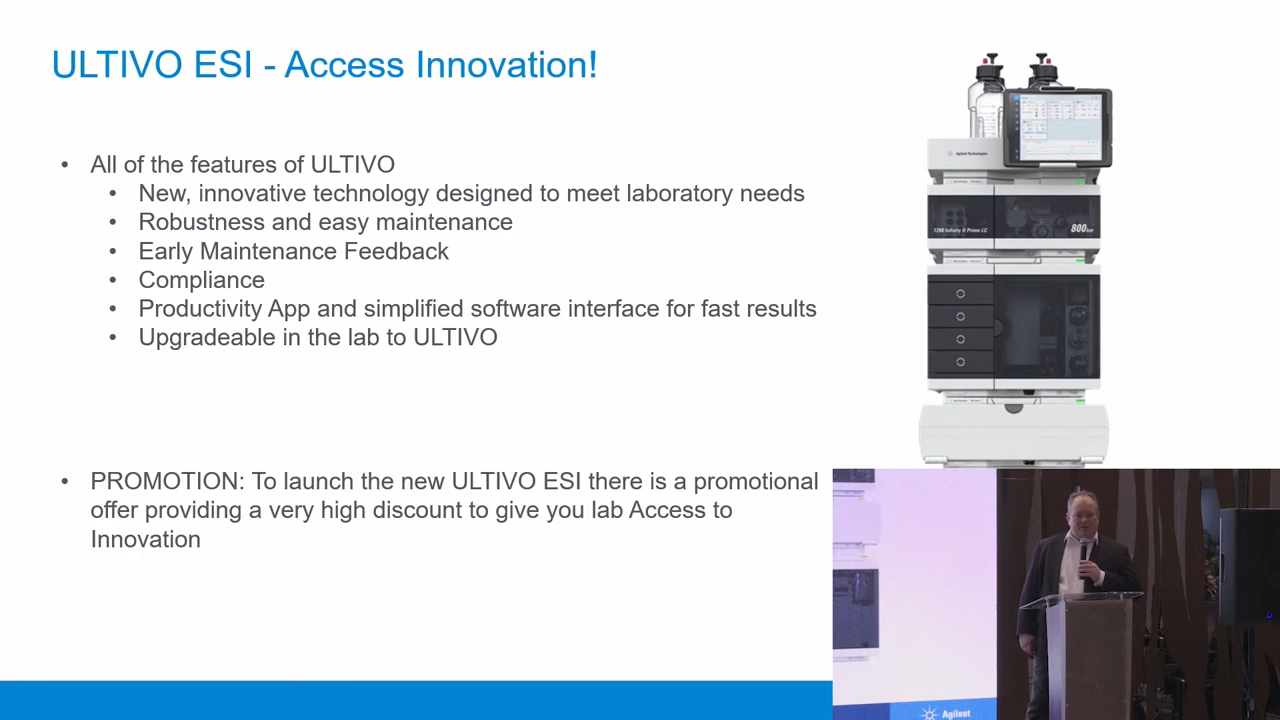 ULTIVO ESI - Access Innovation!
• All of the features of ULTIVO
• New, innovative technology designed to meet laboratory needs
• Robustness and easy maintenance
• Early Maintenance Feedback
• Compliance
• Productivity App and simplified software interface for fast results
• Upgradeable in the lab to ULTIVO
• PROMOTION: To launch the new ULTIVO ESI there is a promotional
offer providing a very high discount to give you lab Access to
Innovation
Agilent Technologies
1260 Infinity II Prime LC
800bar
Agilent